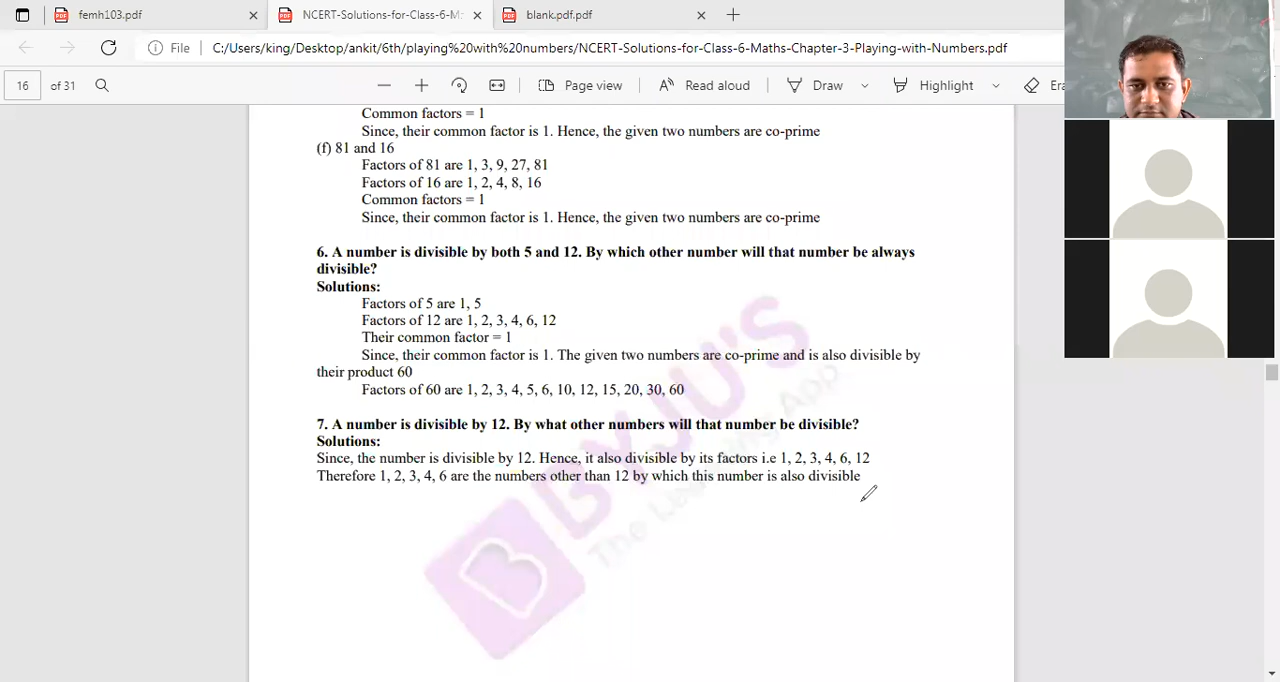 femh103.pdf
NCERT-Solutions-for-Class-6-M
blank.pdf.pdf
File
C:/Users/king/Desktop/ankit/6th/playing%20with%20numbers/NCERT-Solutions-for-Class-6-Maths-Chapter-3-Playing-with-Numbers.pdf
16 of 31
Page view
Read aloud
Draw
Highlight
Era
Common factors = 1
Since, their common factor is 1. Hence, the given two numbers are co-prime
(f) 81 and 16
Factors of 81 are 1, 3, 9, 27, 81
Factors of 16 are 1, 2, 4, 8, 16
Common factors = 1
Since, their common factor is 1. Hence, the given two numbers are co-prime
6. A number is divisible by both 5 and 12. By which other number will that number be always
divisible?
Solutions:
Factors of 5 are 1, 5
Factors of 12 are 1, 2, 3, 4, 6, 12
Their common factor = 1
Since, their common factor is 1. The given two numbers are co-prime and is also divisible by
their product 60
Factors of 60 are 1, 2, 3, 4, 5, 6, 10, 12, 15, 20, 30, 60
7. A number is divisible by 12. By what other numbers will that number be divisible?
Solutions:
Since, the number is divisible by 12. Hence, it also divisible by its factors i.e 1, 2, 3, 4, 6, 12
Therefore 1, 2, 3, 4, 6 are the numbers other than 12 by which this number is also divisible
BYJU'S
The Learning App